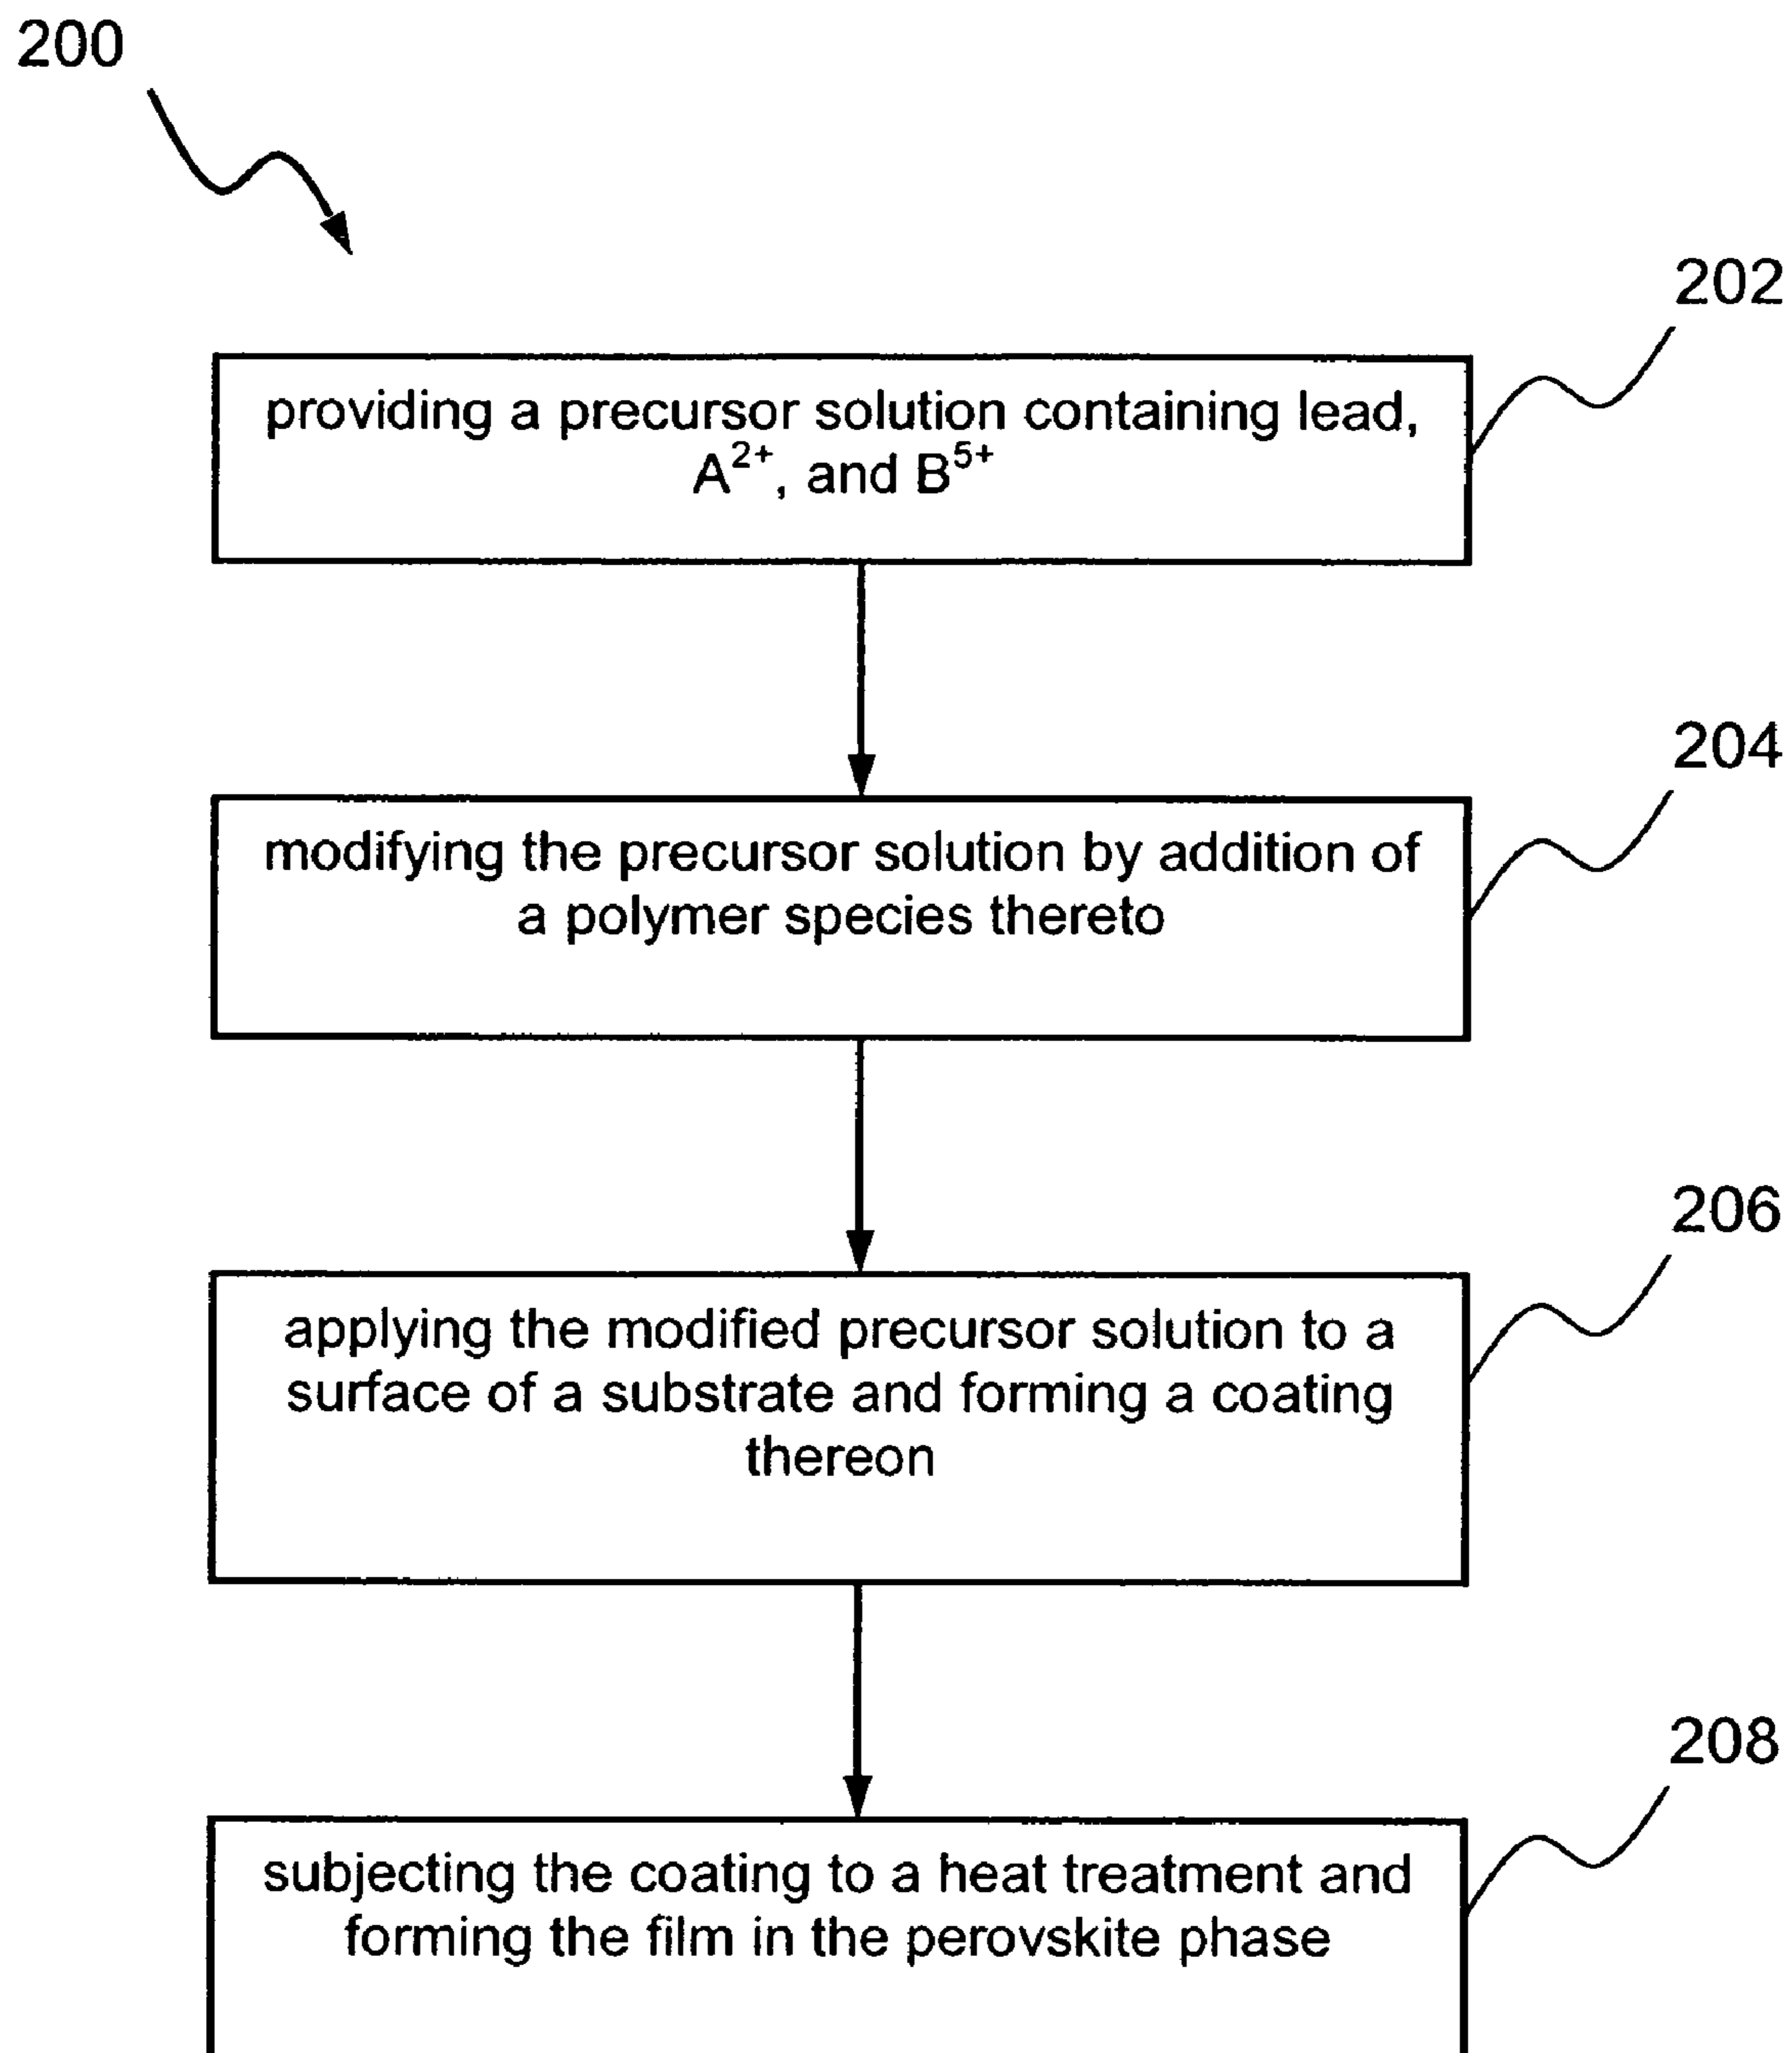 200
202
providing a precursor solution containing lead,
A²⁺, and B⁵⁺
204
modifying the precursor solution by addition of
a polymer species thereto
206
applying the modified precursor solution to a
surface of a substrate and forming a coating
thereon
208
subjecting the coating to a heat treatment and
forming the film in the perovskite phase